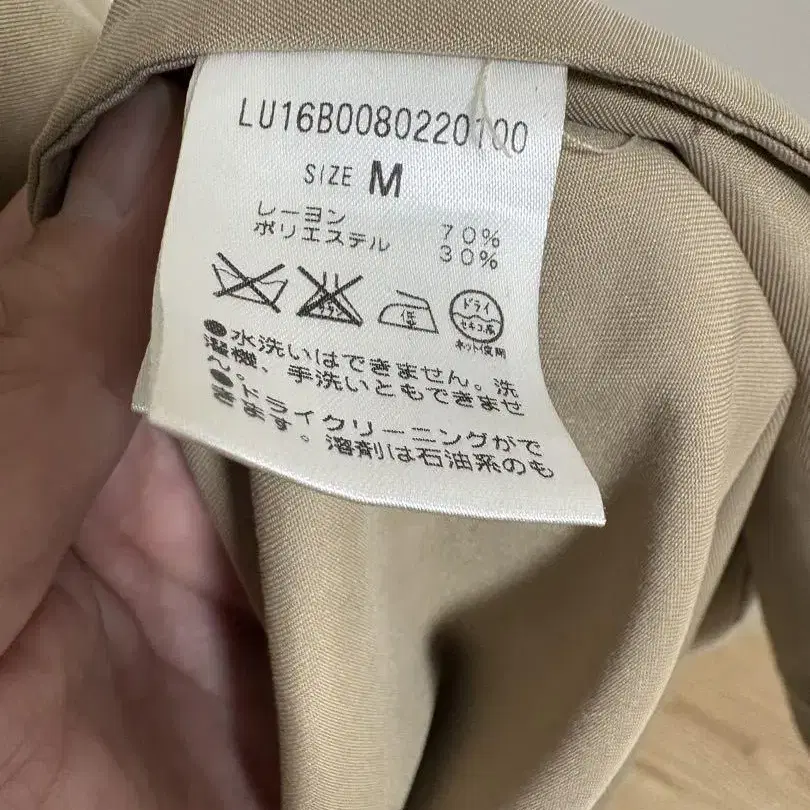 LU16B0080220100
SIZE M
レーヨン 70%
ポリエステル 30%
低 ドライ セキユ系
ネット使用
●水洗いはできません。洗
濯機、手洗いともできませ
ん。
●ドライクリーニングがで
きます。溶剤は石油系のも